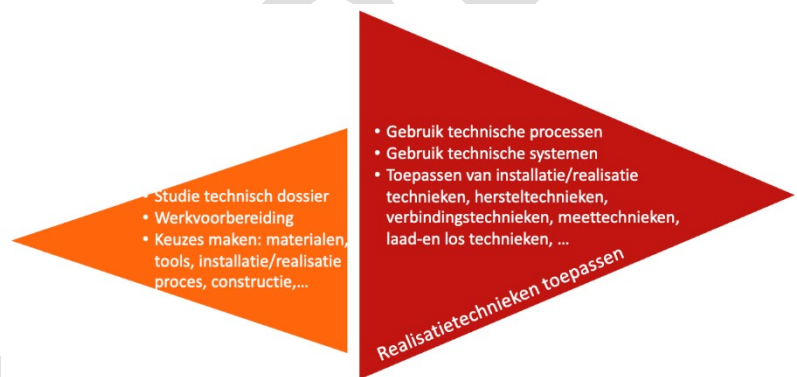 • Studie technisch dossier
• Werkvoorbereiding
• Keuzes maken: materialen,
tools, installatie/realisatie
proces, constructie,...
• Gebruik technische processen
• Gebruik technische systemen
• Toepassen van installatie/realisatie
technieken, hersteltechnieken,
verbindingstechnieken, meettechnieken,
laad-en los technieken, ...
Realisatietechnieken toepassen